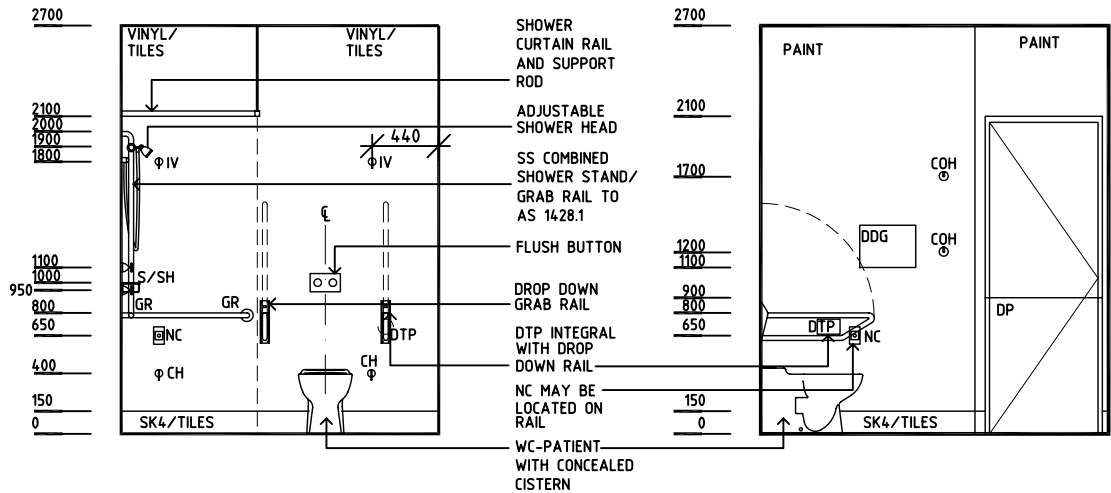 2700
2100
2000
1900
1800
1100
1000
950
800
650
400
150
0
VINYL/
TILES
VINYL/
TILES
440
IV
IV
℄
S/SH
GR
GR
NC
DTP
CH
CH
SK4/TILES
SHOWER
CURTAIN RAIL
AND SUPPORT
ROD
ADJUSTABLE
SHOWER HEAD
SS COMBINED
SHOWER STAND/
GRAB RAIL TO
AS 1428.1
FLUSH BUTTON
DROP DOWN
GRAB RAIL
DTP INTEGRAL
WITH DROP
DOWN RAIL
NC MAY BE
LOCATED ON
RAIL
WC-PATIENT
WITH CONCEALED
CISTERN
2700
2100
1700
1200
1100
900
800
650
150
0
PAINT
PAINT
COH
COH
DDG
DP
DTP
NC
SK4/TILES